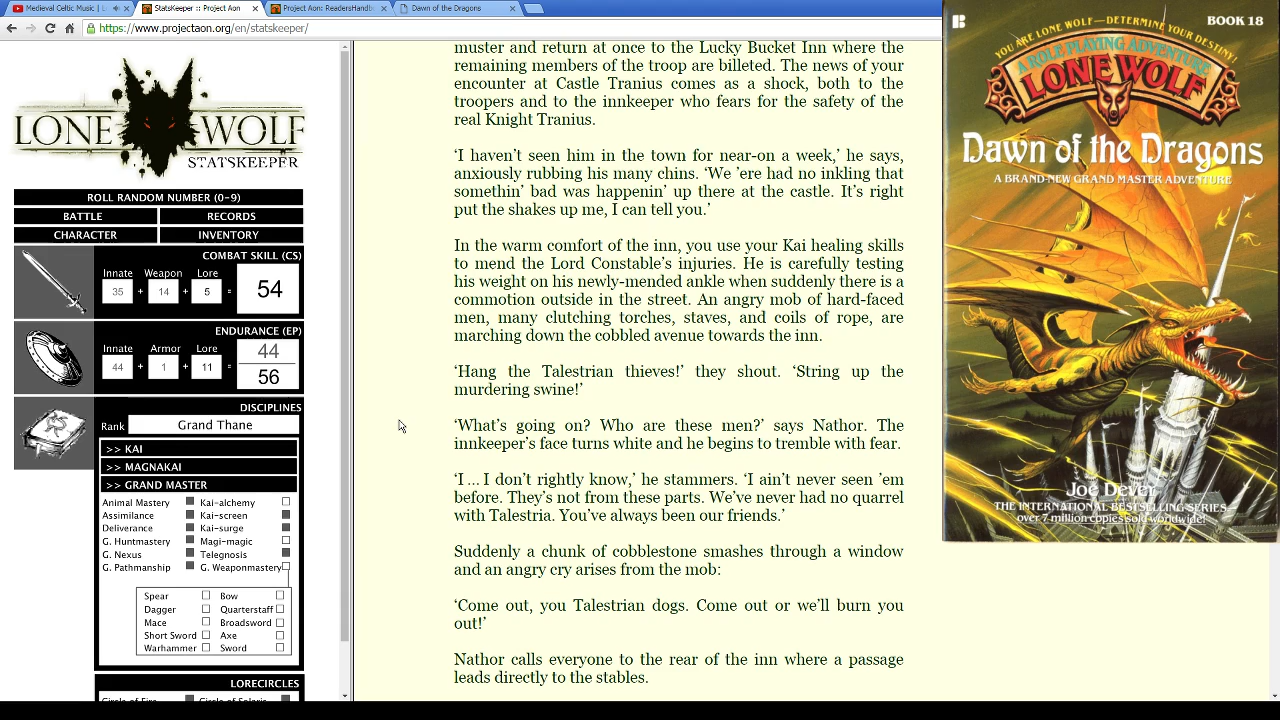 Medieval Celtic Music |
StatsKeeper :: Project Aon
Project Aon: ReadersHandb
Dawn of the Dragons
https://www.projectaon.org/en/statskeeper/
LONE WOLF
STATSKEEPER
ROLL RANDOM NUMBER (0-9)
BATTLE RECORDS
CHARACTER INVENTORY
COMBAT SKILL (CS)
Innate Weapon Lore
35 + 14 + 5 = 54
ENDURANCE (EP)
Innate Armor Lore
44 + 1 + 11 = 44
56
DISCIPLINES
Rank Grand Thane
>> KAI
>> MAGNAKAI
>> GRAND MASTER
Animal Mastery Kai-alchemy
Assimilance Kai-screen
Deliverance Kai-surge
G. Huntmastery Magi-magic
G. Nexus Telegnosis
G. Pathmanship G. Weaponmastery
Spear Bow
Dagger Quarterstaff
Mace Broadsword
Short Sword Axe
Warhammer Sword
LORECIRCLES
Circle of Fire Circle of Solaris
muster and return at once to the Lucky Bucket Inn where the
remaining members of the troop are billeted. The news of your
encounter at Castle Tranius comes as a shock, both to the
troopers and to the innkeeper who fears for the safety of the
real Knight Tranius.
‘I haven’t seen him in the town for near-on a week,’ he says,
anxiously rubbing his many chins. ‘We ’ere had no inkling that
somethin’ bad was happenin’ up there at the castle. It’s right
put the shakes up me, I can tell you.’
In the warm comfort of the inn, you use your Kai healing skills
to mend the Lord Constable’s injuries. He is carefully testing
his weight on his newly-mended ankle when suddenly there is a
commotion outside in the street. An angry mob of hard-faced
men, many clutching torches, staves, and coils of rope, are
marching down the cobbled avenue towards the inn.
‘Hang the Talestrian thieves!’ they shout. ‘String up the
murdering swine!’
‘What’s going on? Who are these men?’ says Nathor. The
innkeeper’s face turns white and he begins to tremble with fear.
‘I … I don’t rightly know,’ he stammers. ‘I ain’t never seen ’em
before. They’s not from these parts. We’ve never had no quarrel
with Talestria. You’ve always been our friends.’
Suddenly a chunk of cobblestone smashes through a window
and an angry cry arises from the mob:
‘Come out, you Talestrian dogs. Come out or we’ll burn you
out!’
Nathor calls everyone to the rear of the inn where a passage
leads directly to the stables.
B
BOOK 18
YOU ARE LONE WOLF—DETERMINE YOUR DESTINY!
A ROLE PLAYING ADVENTURE
LONE WOLF
Dawn of the Dragons
A BRAND-NEW GRAND MASTER ADVENTURE
Joe Dever
THE INTERNATIONAL BESTSELLING SERIES—
over 7 million copies sold worldwide!